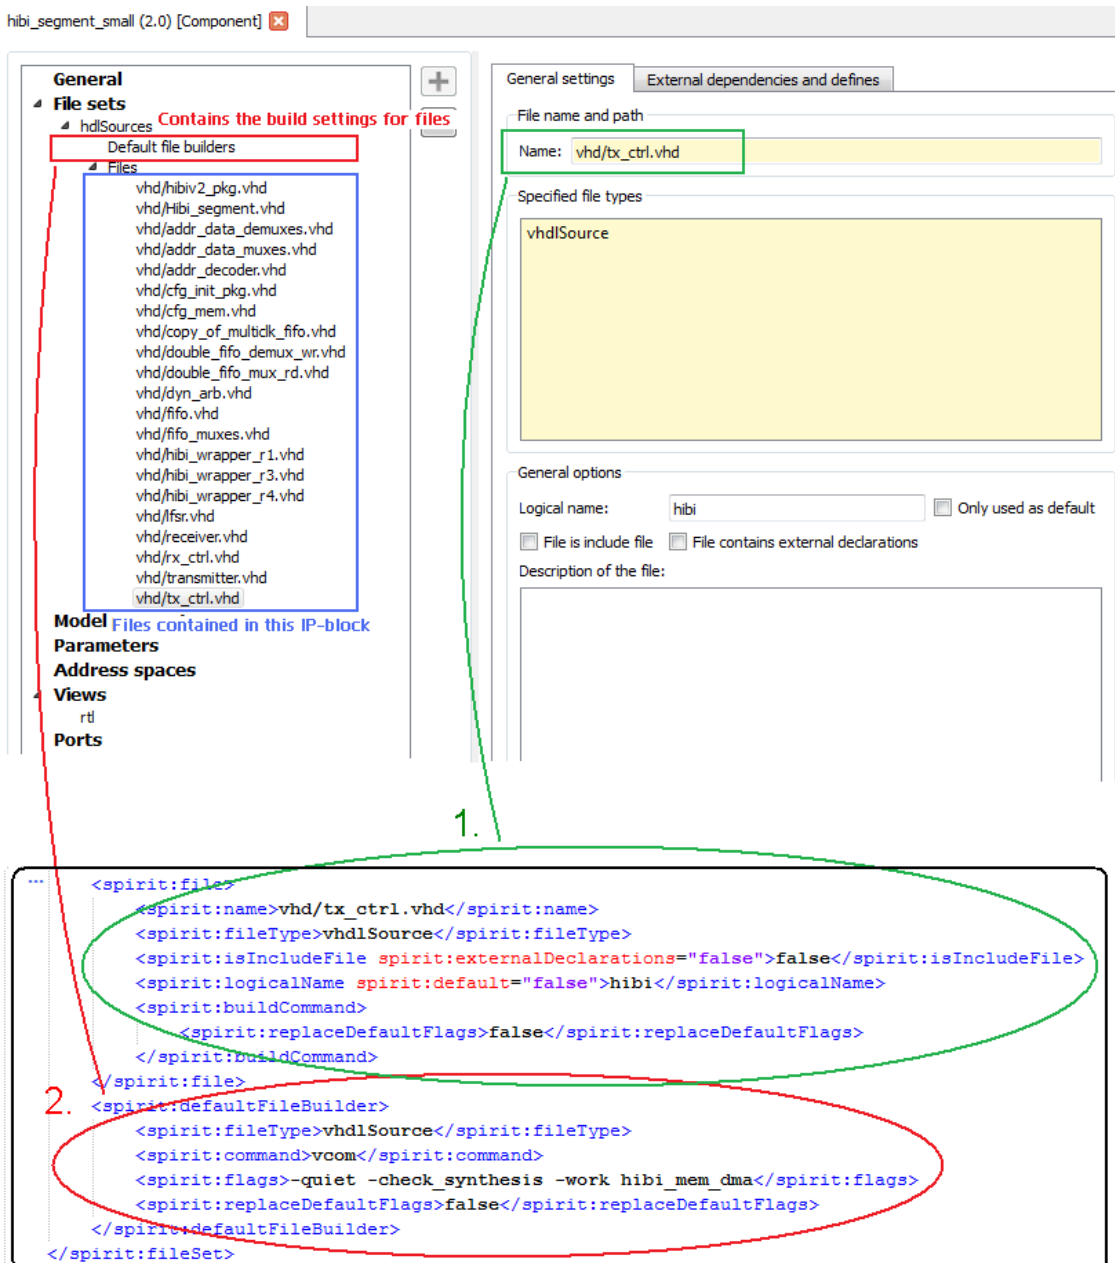 hibi_segment_small (2.0) [Component]
General
File sets
hdlSources
Contains the build settings for files
Default file builders
Files
vhd/hibiv2_pkg.vhd
vhd/Hibi_segment.vhd
vhd/addr_data_demuxes.vhd
vhd/addr_data_muxes.vhd
vhd/addr_decoder.vhd
vhd/cfg_init_pkg.vhd
vhd/cfg_mem.vhd
vhd/copy_of_multiclk_fifo.vhd
vhd/double_fifo_demux_wr.vhd
vhd/double_fifo_mux_rd.vhd
vhd/dyn_arb.vhd
vhd/fifo.vhd
vhd/fifo_muxes.vhd
vhd/hibi_wrapper_r1.vhd
vhd/hibi_wrapper_r3.vhd
vhd/hibi_wrapper_r4.vhd
vhd/lfsr.vhd
vhd/receiver.vhd
vhd/rx_ctrl.vhd
vhd/transmitter.vhd
vhd/tx_ctrl.vhd
Model
Files contained in this IP-block
Parameters
Address spaces
Views
rtl
Ports
General settings
External dependencies and defines
File name and path
Name: vhd/tx_ctrl.vhd
Specified file types
vhdlSource
General options
Logical name: hibi
Only used as default
File is include file
File contains external declarations
Description of the file:
1.
... <spirit:file>
<spirit:name>vhd/tx_ctrl.vhd</spirit:name>
<spirit:fileType>vhdlSource</spirit:fileType>
<spirit:isIncludeFile spirit:externalDeclarations="false">false</spirit:isIncludeFile>
<spirit:logicalName spirit:default="false">hibi</spirit:logicalName>
<spirit:buildCommand>
<spirit:replaceDefaultFlags>false</spirit:replaceDefaultFlags>
</spirit:buildCommand>
</spirit:file>
2.
<spirit:defaultFileBuilder>
<spirit:fileType>vhdlSource</spirit:fileType>
<spirit:command>vcom</spirit:command>
<spirit:flags>-quiet -check_synthesis -work hibi_mem_dma</spirit:flags>
<spirit:replaceDefaultFlags>false</spirit:replaceDefaultFlags>
</spirit:defaultFileBuilder>
</spirit:fileSet>